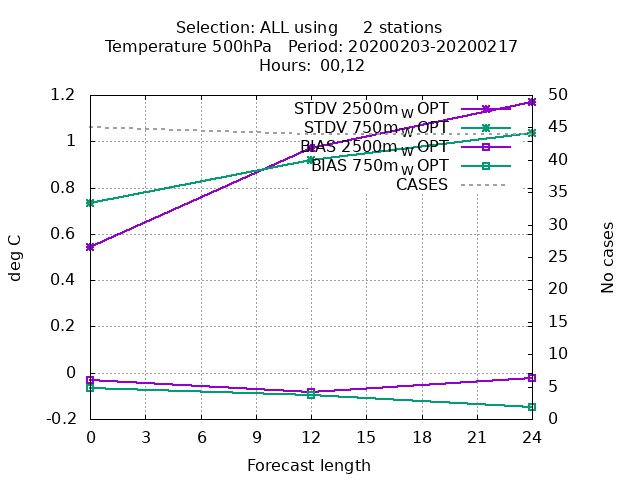 Selection: ALL using     2 stations
Temperature 500hPa   Period: 20200203-20200217
Hours:  00,12
STDV 2500m_W OPT
STDV 750m_W OPT
BIAS 2500m_W OPT
BIAS 750m_W OPT
CASES
deg C
1.2
1
0.8
0.6
0.4
0.2
0
-0.2
No cases
50
45
40
35
30
25
20
15
10
5
0
0 3 6 9 12 15 18 21 24
Forecast length